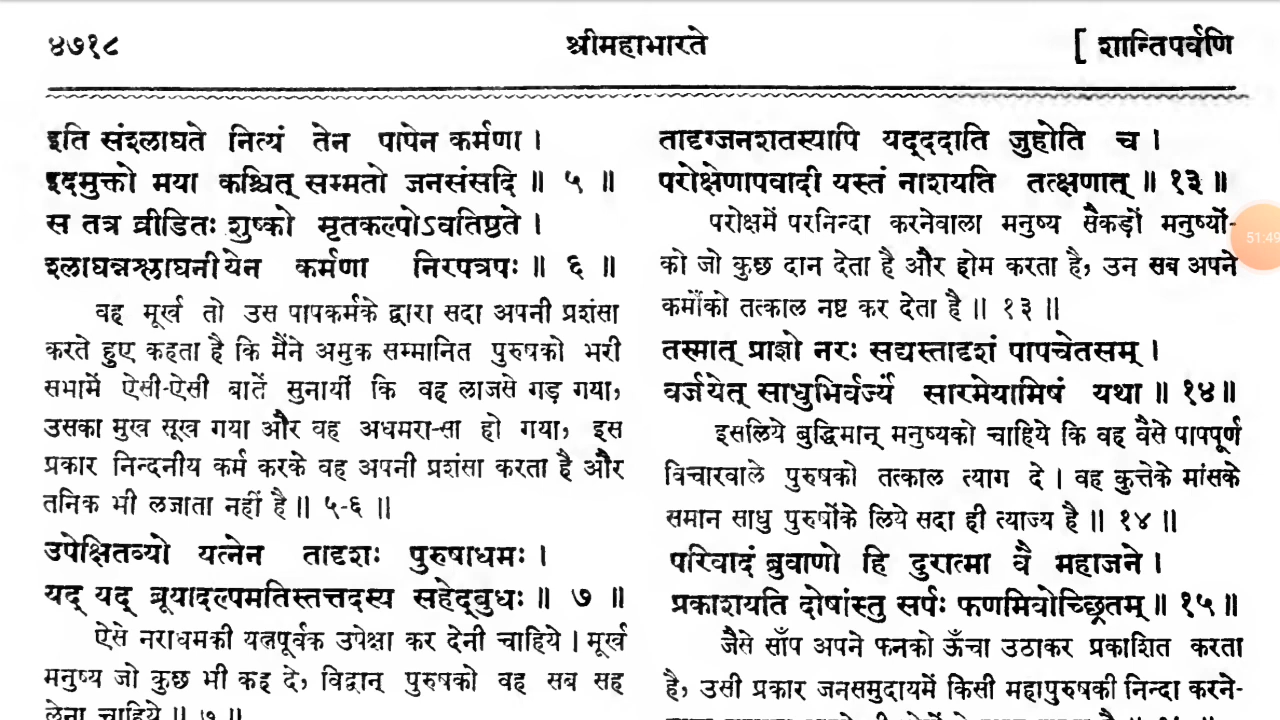 ४७१८ श्रीमहाभारते [ शान्तिपर्वणि
इति संश्लाघते नित्यं तेन पापेन कर्मणा ।
इदमुक्तो मया कश्चित् सम्मतो जनसंसदि ॥ ५ ॥
स तत्र व्रीडितः शुष्को मृतकल्पोऽवतिष्ठते ।
श्लाघन्नश्लाघनीयेन कर्मणा निरपत्रपः ॥ ६ ॥
वह मूर्ख तो उस पापकर्मके द्वारा सदा अपनी प्रशंसा
करते हुए कहता है कि मैंने अमुक सम्मानित पुरुषको भरी
सभामें ऐसी-ऐसी बातें सुनायीं कि वह लाजसे गड़ गया,
उसका मुख सूख गया और वह अधमरा-सा हो गया, इस
प्रकार निन्दनीय कर्म करके वह अपनी प्रशंसा करता है और
तनिक भी लजाता नहीं है ॥ ५-६ ॥
उपेक्षितव्यो यत्नेन तादृशः पुरुषाधमः ।
यद् यद् ब्रूयादल्पमतिस्तत्तदस्य सहेद्बुधः ॥ ७ ॥
ऐसे नराधमकी यत्नपूर्वक उपेक्षा कर देनी चाहिये । मूर्ख
मनुष्य जो कुछ भी कह दे, विद्वान् पुरुषको वह सब सह
लेना चाहिये ॥ ७ ॥
तादृग्जनशतस्यापि यद्ददाति जुहोति च ।
परोक्षेणापवादी यस्तं नाशयति तत्क्षणात् ॥ १३ ॥
परोक्षमें परनिन्दा करनेवाला मनुष्य सैकड़ों मनुष्यों-
को जो कुछ दान देता है और होम करता है, उन सब अपने
कर्मोंको तत्काल नष्ट कर देता है ॥ १३ ॥
तस्मात् प्राज्ञो नरः सद्यस्तादृशं पापचेतसम् ।
वर्जयेत् साधुभिर्वर्ज्यं सारमेयामिषं यथा ॥ १४॥
इसलिये बुद्धिमान् मनुष्यको चाहिये कि वह वैसे पापपूर्ण
विचारवाले पुरुषको तत्काल त्याग दे । वह कुत्तेके मांसके
समान साधु पुरुषोंके लिये सदा ही त्याज्य है ॥ १४ ॥
परिवादं ब्रुवाणो हि दुरात्मा वै महाजने ।
प्रकाशयति दोषांस्तु सर्पः फणमिवोच्छ्रितम् ॥ १५॥
जैसे साँप अपने फनको ऊँचा उठाकर प्रकाशित करता
है, उसी प्रकार जनसमुदायमें किसी महापुरुषकी निन्दा करने-
51:49